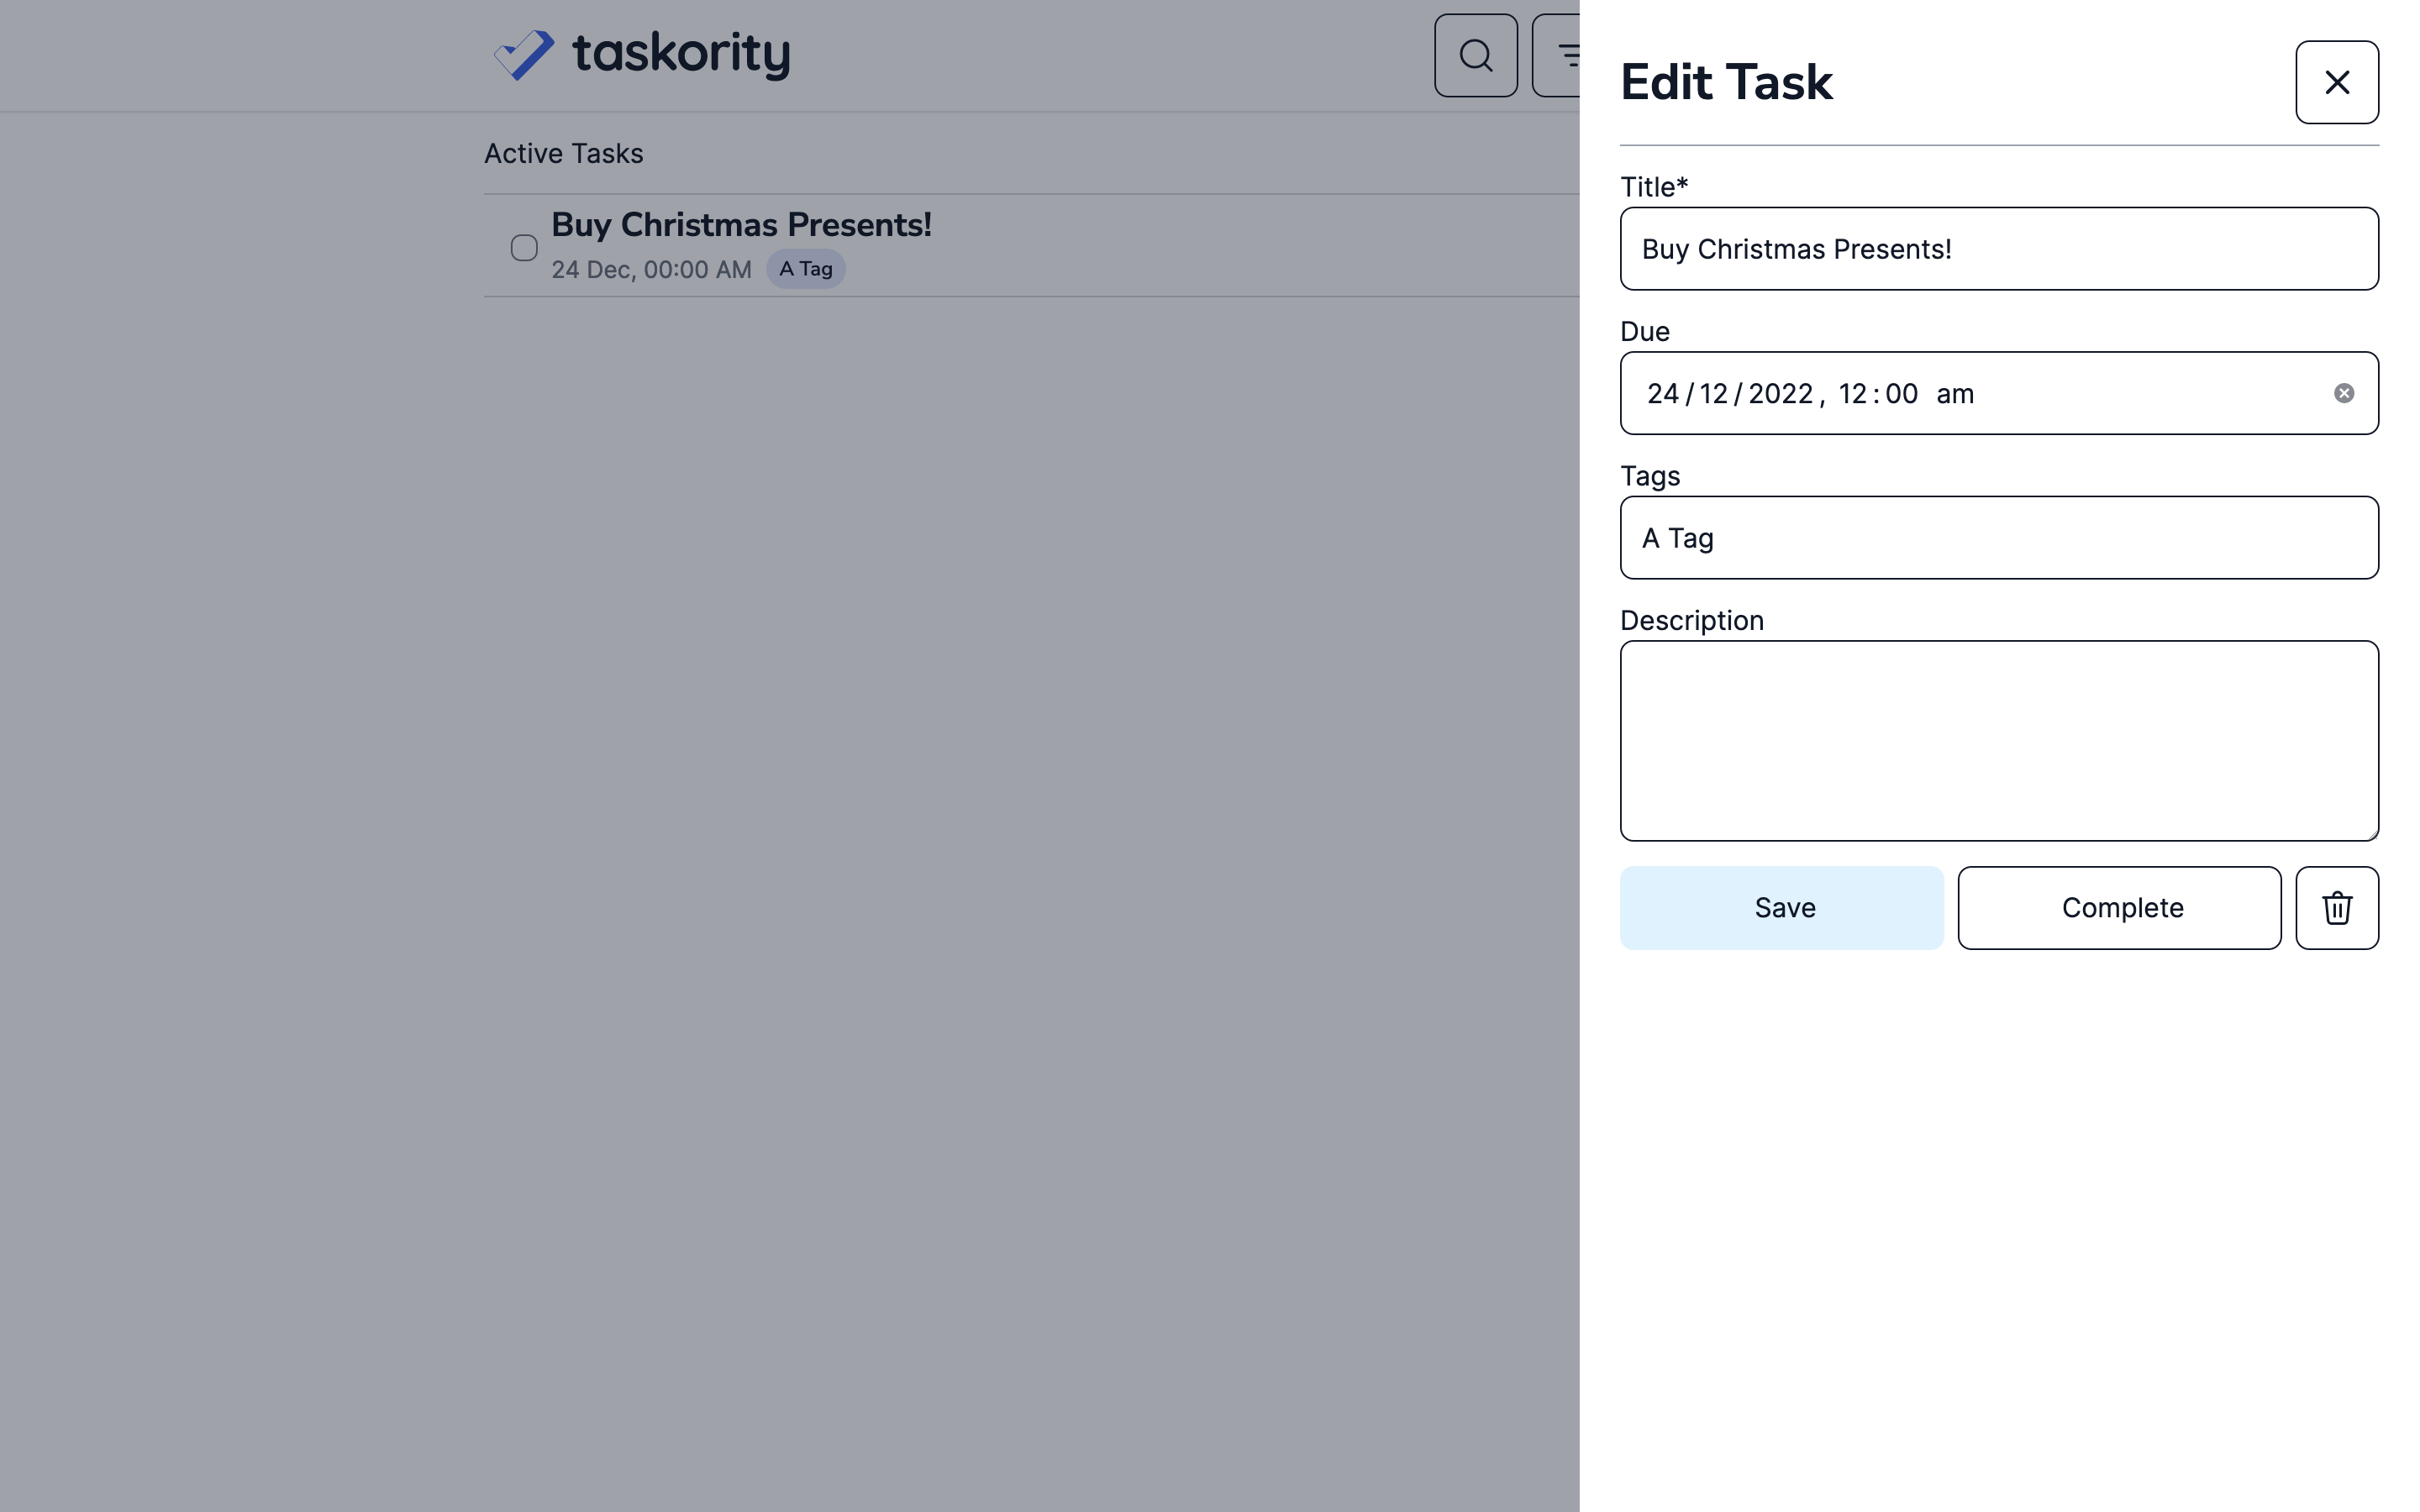 taskority
Active Tasks
Buy Christmas Presents!
24 Dec, 00:00 AM A Tag
Edit Task
Title*
Buy Christmas Presents!
Due
24/12/2022, 12:00 am
Tags
A Tag
Description
Save Complete